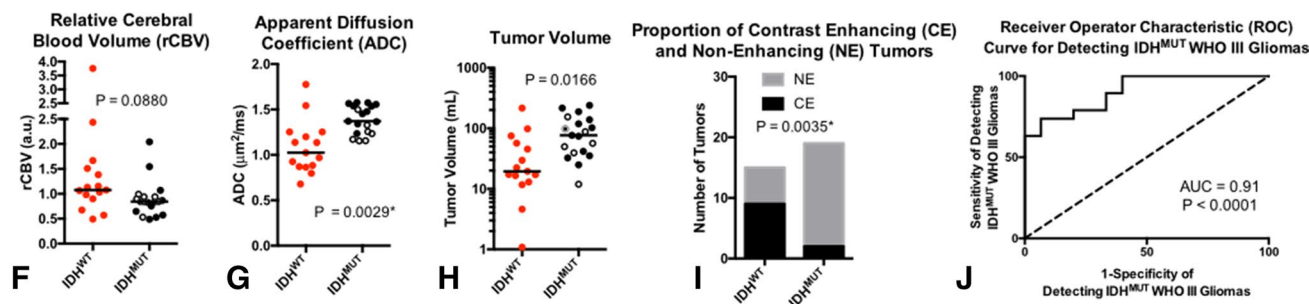 Relative Cerebral
Blood Volume (rCBV)
rCBV (a.u.)
4.0
3.5
3.0
2.5
2.5
2.0
1.5
1.0
0.5
0.0
P = 0.0880
IDHWT
IDHMUT
F
Apparent Diffusion
Coefficient (ADC)
ADC (μm2/ms)
2.0
1.5
1.0
0.5
0.0
P = 0.0029*
IDHWT
IDHMUT
G
Tumor Volume
Tumor Volume (mL)
1000
100
10
1
P = 0.0166
IDHWT
IDHMUT
H
Proportion of Contrast Enhancing (CE)
and Non-Enhancing (NE) Tumors
Number of Tumors
30
20
10
0
NE
CE
P = 0.0035*
IDHWT
IDHMUT
I
Receiver Operator Characteristic (ROC)
Curve for Detecting IDHMUT WHO III Gliomas
Sensitivity of Detecting
IDHMUT WHO III Gliomas
100
50
0
0
50
100
AUC = 0.91
P < 0.0001
1-Specificity of
Detecting IDHMUT WHO III Gliomas
J